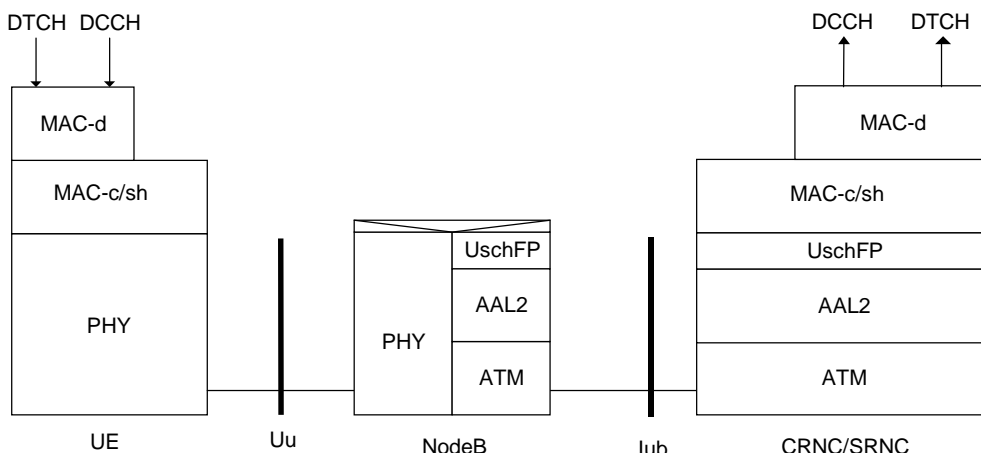 DTCH DCCH
DCCH DTCH
MAC-d
MAC-d
MAC-c/sh
MAC-c/sh
UschFP
UschFP
PHY
PHY
AAL2
AAL2
ATM
ATM
UE
Uu
NodeB
Iub
CRNC/SRNC